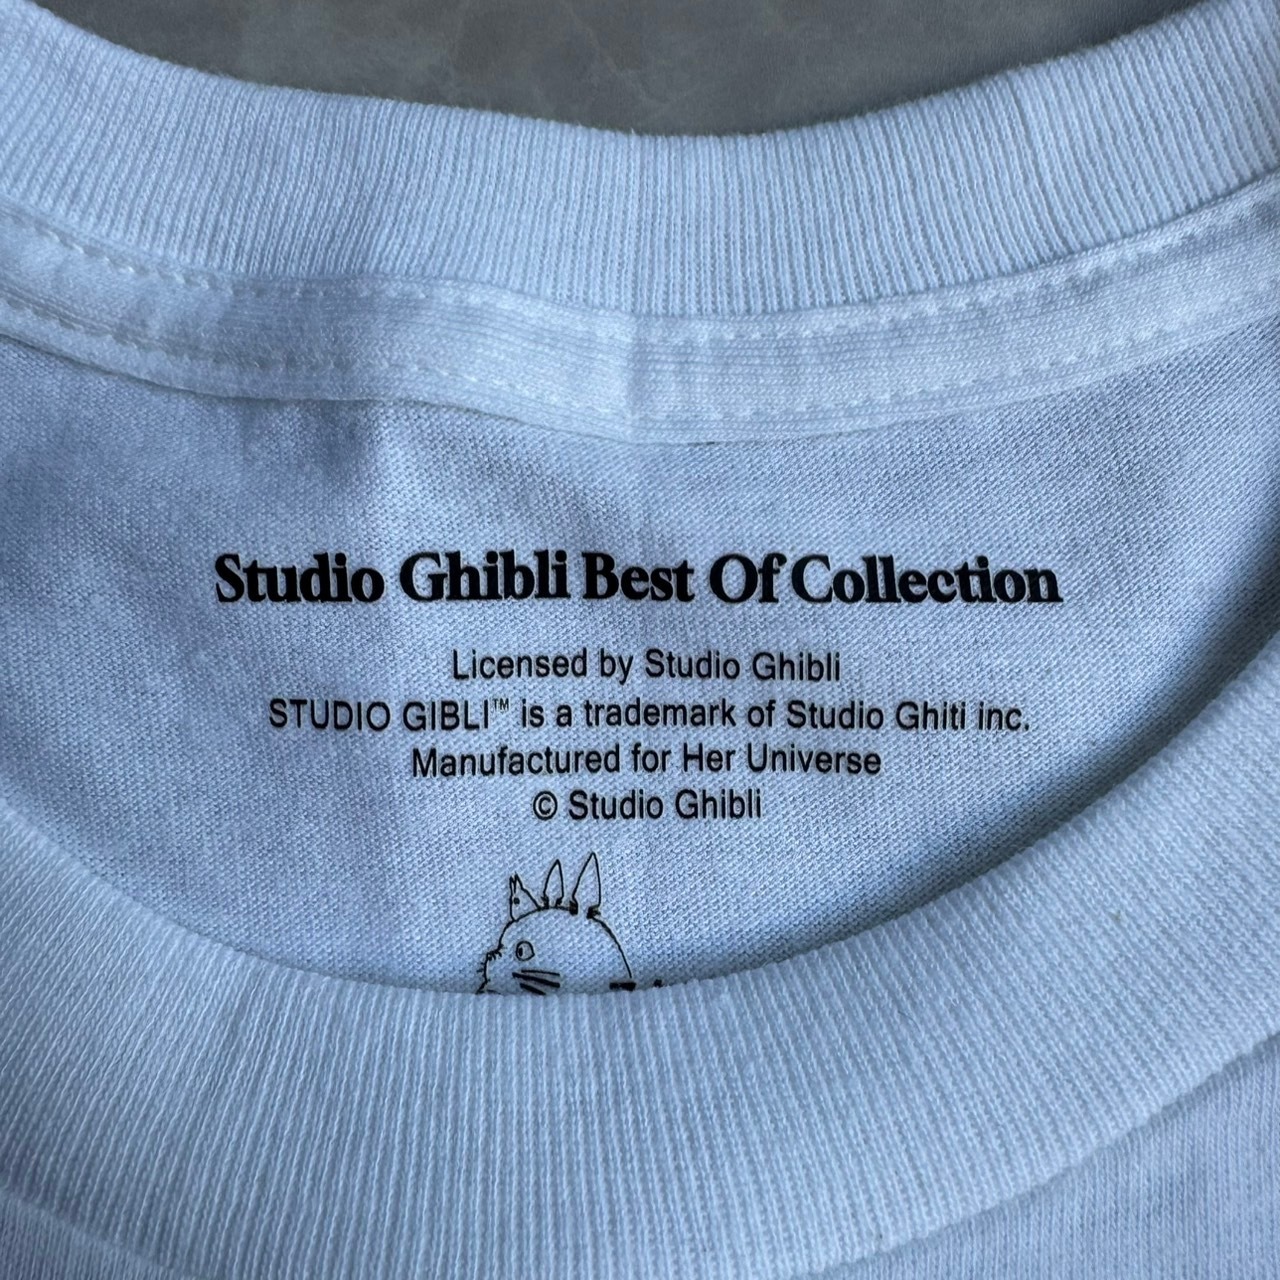 Studio Ghibli Best Of Collection
Licensed by Studio Ghibli
STUDIO GIBLI™ is a trademark of Studio Ghiti inc.
Manufactured for Her Universe
© Studio Ghibli